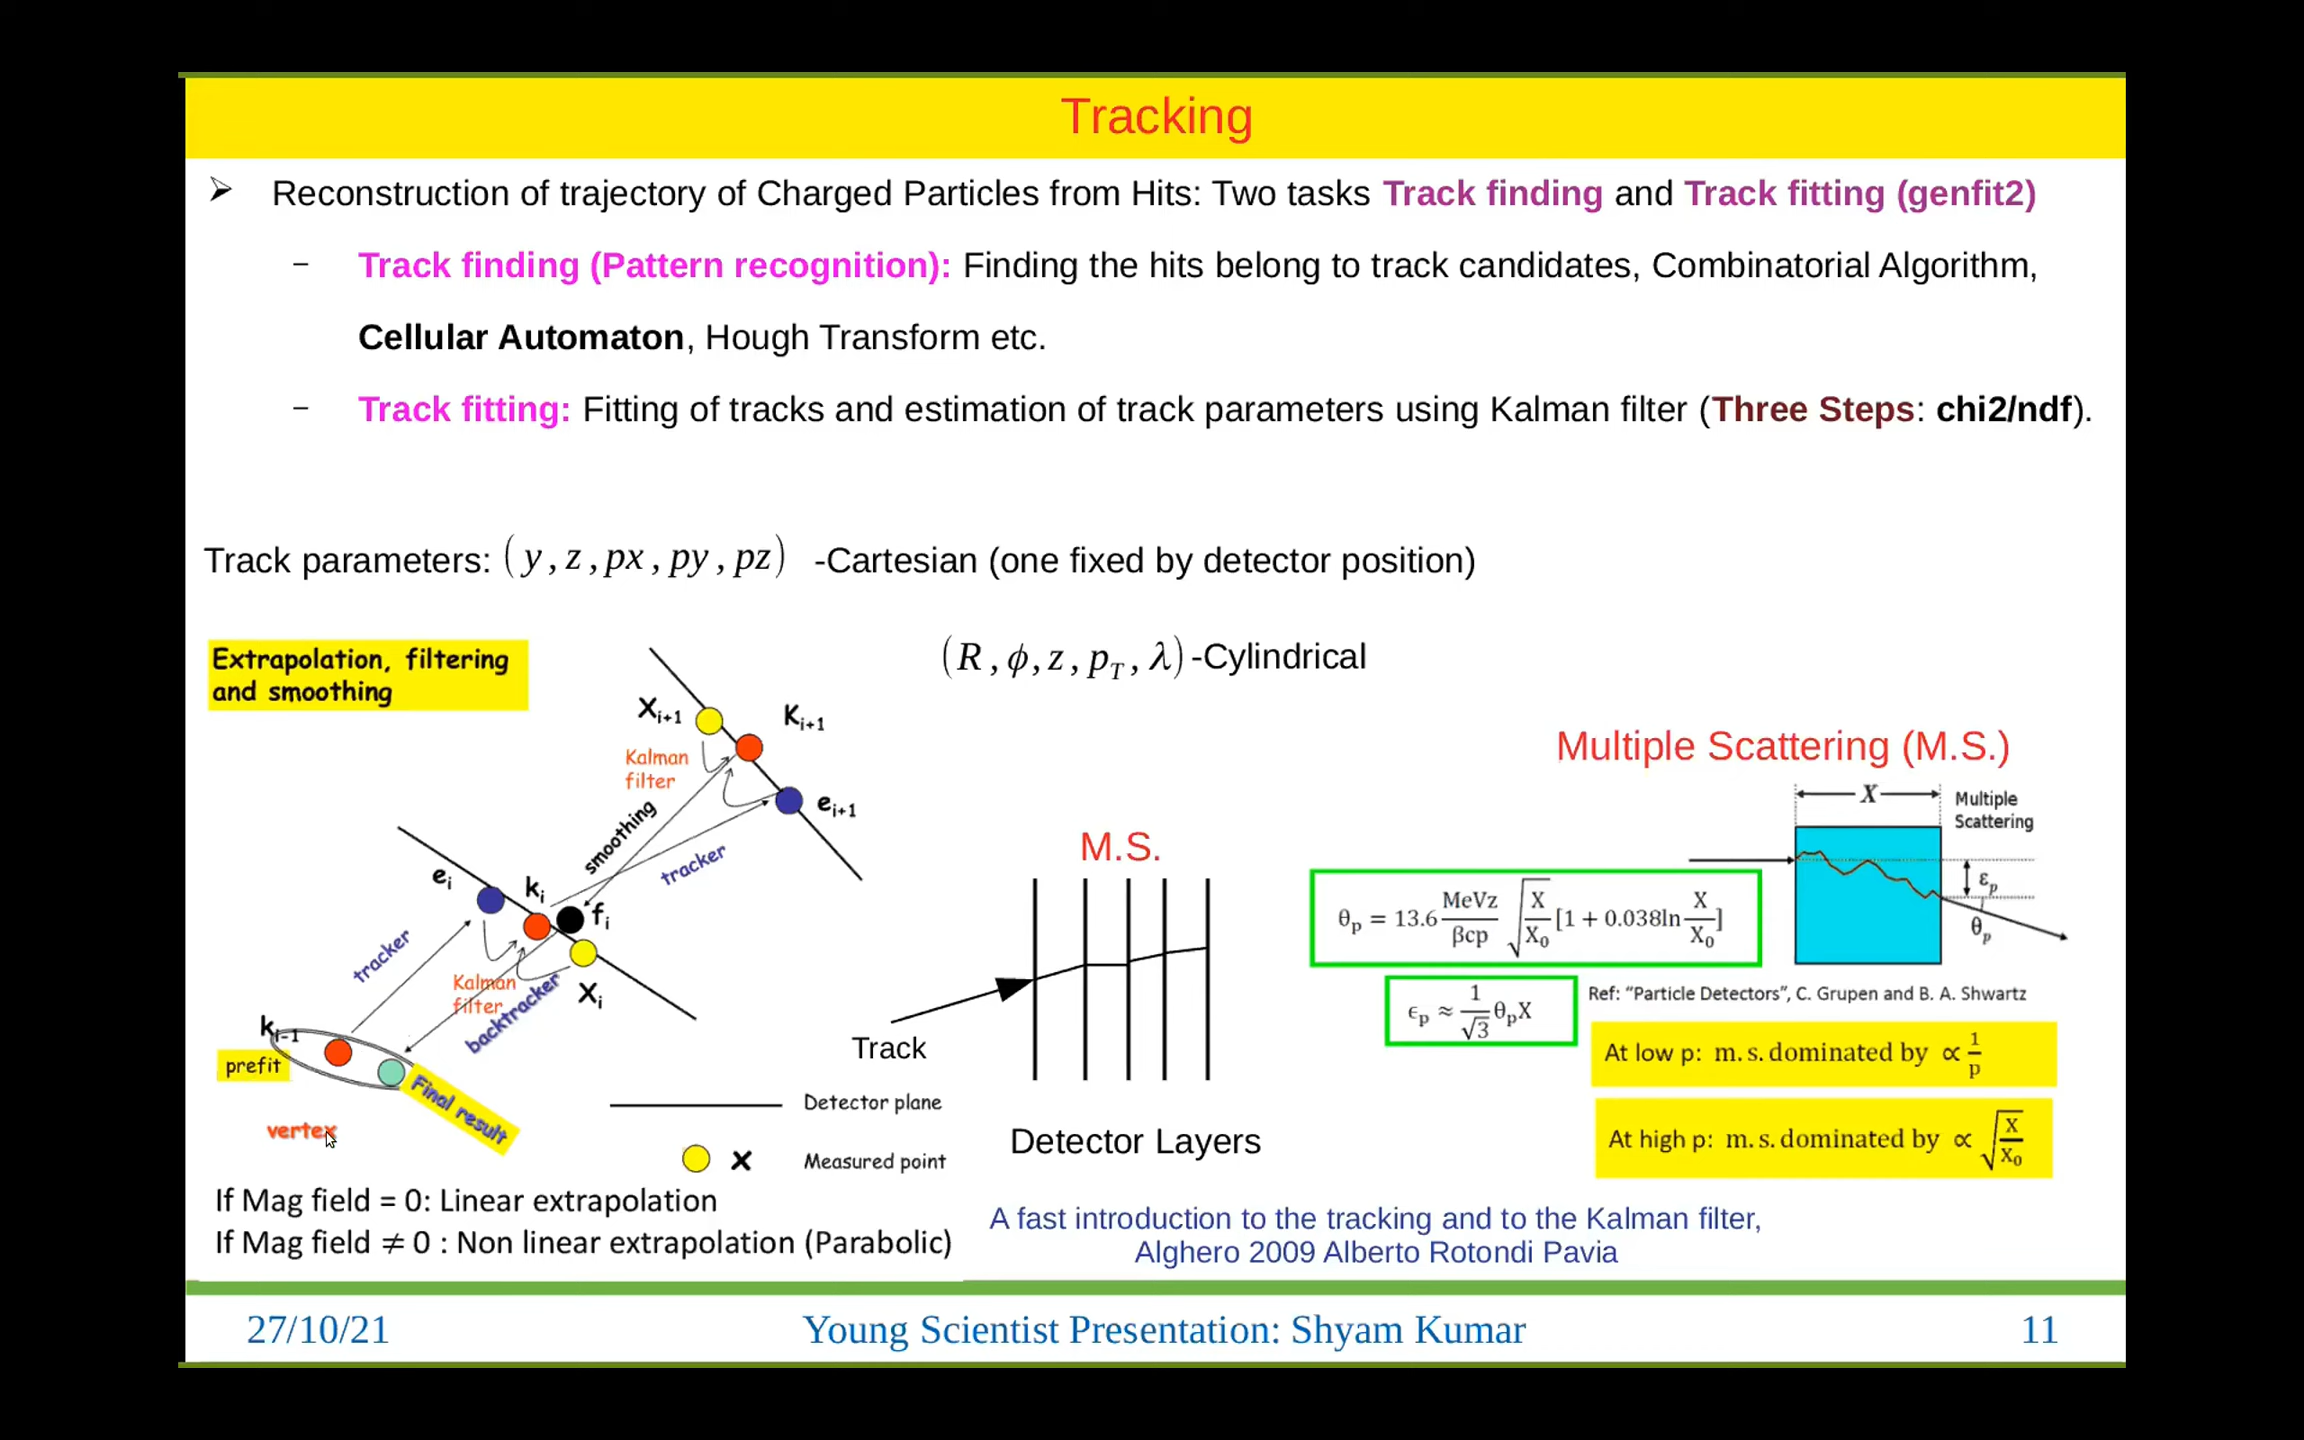 Tracking
➢ Reconstruction of trajectory of Charged Particles from Hits: Two tasks Track finding and Track fitting (genfit2)
– Track finding (Pattern recognition): Finding the hits belong to track candidates, Combinatorial Algorithm,
Cellular Automaton, Hough Transform etc.
– Track fitting: Fitting of tracks and estimation of track parameters using Kalman filter (Three Steps: chi2/ndf).
Track parameters: (y, z, px, py, pz) -Cartesian (one fixed by detector position)
(R, ϕ, z, p_T, λ)-Cylindrical
Extrapolation, filtering
and smoothing
X_{i+1}
K_{i+1}
Kalman
filter
e_{i+1}
smoothing
tracker
e_i
k_i
f_i
tracker
Kalman
filter
backtracker
X_i
k_{i-1}
prefit
Final result
vertex
Detector plane
x Measured point
If Mag field = 0: Linear extrapolation
If Mag field ≠ 0 : Non linear extrapolation (Parabolic)
M.S.
Track
Detector Layers
Multiple Scattering (M.S.)
X
Multiple
Scattering
ε_p
θ_p
θ_p = 13.6 MeVz/βcp √(X/X_0) [1 + 0.038ln X/X_0]
ϵ_p ≈ 1/√3 θ_pX
Ref: “Particle Detectors”, C. Grupen and B. A. Shwartz
At low p: m. s. dominated by ∝ 1/p
At high p: m. s. dominated by ∝ √(X/X_0)
A fast introduction to the tracking and to the Kalman filter,
Alghero 2009 Alberto Rotondi Pavia
27/10/21
Young Scientist Presentation: Shyam Kumar
11